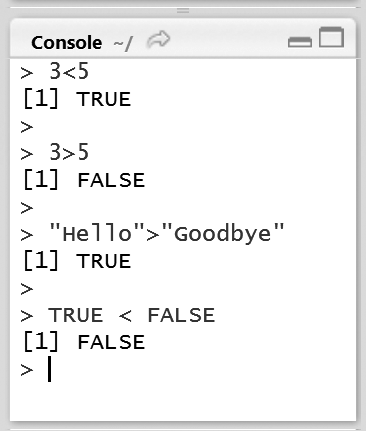 Console ~/
> 3<5
[1] TRUE
>
> 3>5
[1] FALSE
>
> "Hello">"Goodbye"
[1] TRUE
>
> TRUE < FALSE
[1] FALSE
>